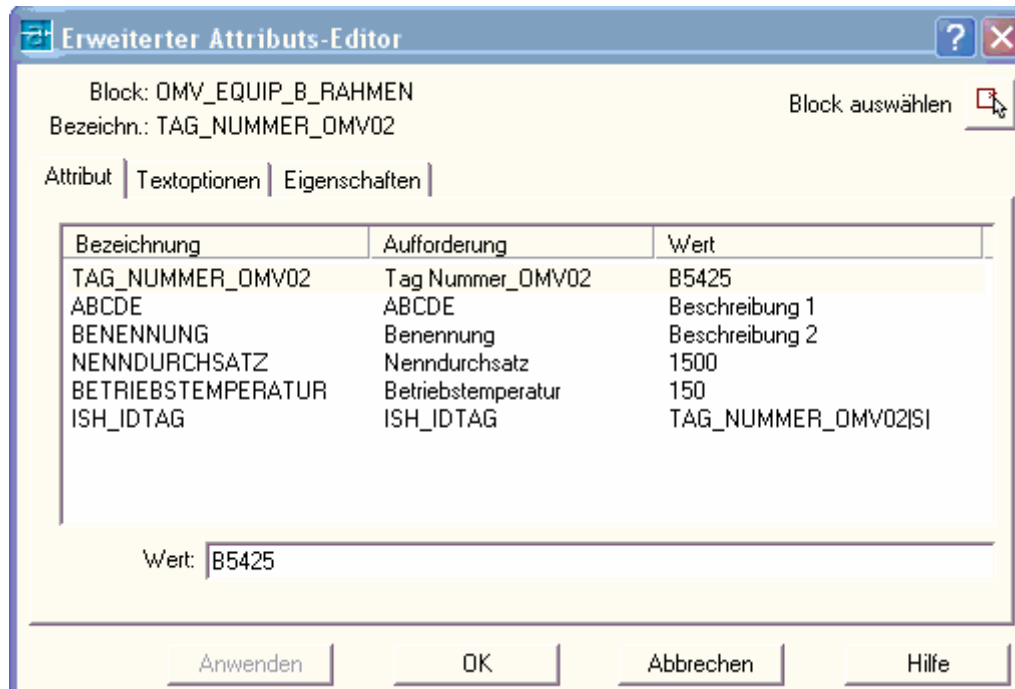 Erweiterter Attributs-Editor
Block: OMV_EQUIP_B_RAHMEN
Block auswählen
Bezeichn.: TAG_NUMMER_OMV02
Attribut Textoptionen Eigenschaften
Bezeichnung Aufforderung Wert
TAG_NUMMER_OMV02 Tag Nummer_OMV02 B5425
ABCDE ABCDE Beschreibung 1
BENENNUNG Benennung Beschreibung 2
NENNDURCHSATZ Nenndurchsatz 1500
BETRIEBSTEMPERATUR Betriebstemperatur 150
ISH_IDTAG ISH_IDTAG TAG_NUMMER_OMV02|S|
Wert: B5425
Anwenden OK Abbrechen Hilfe